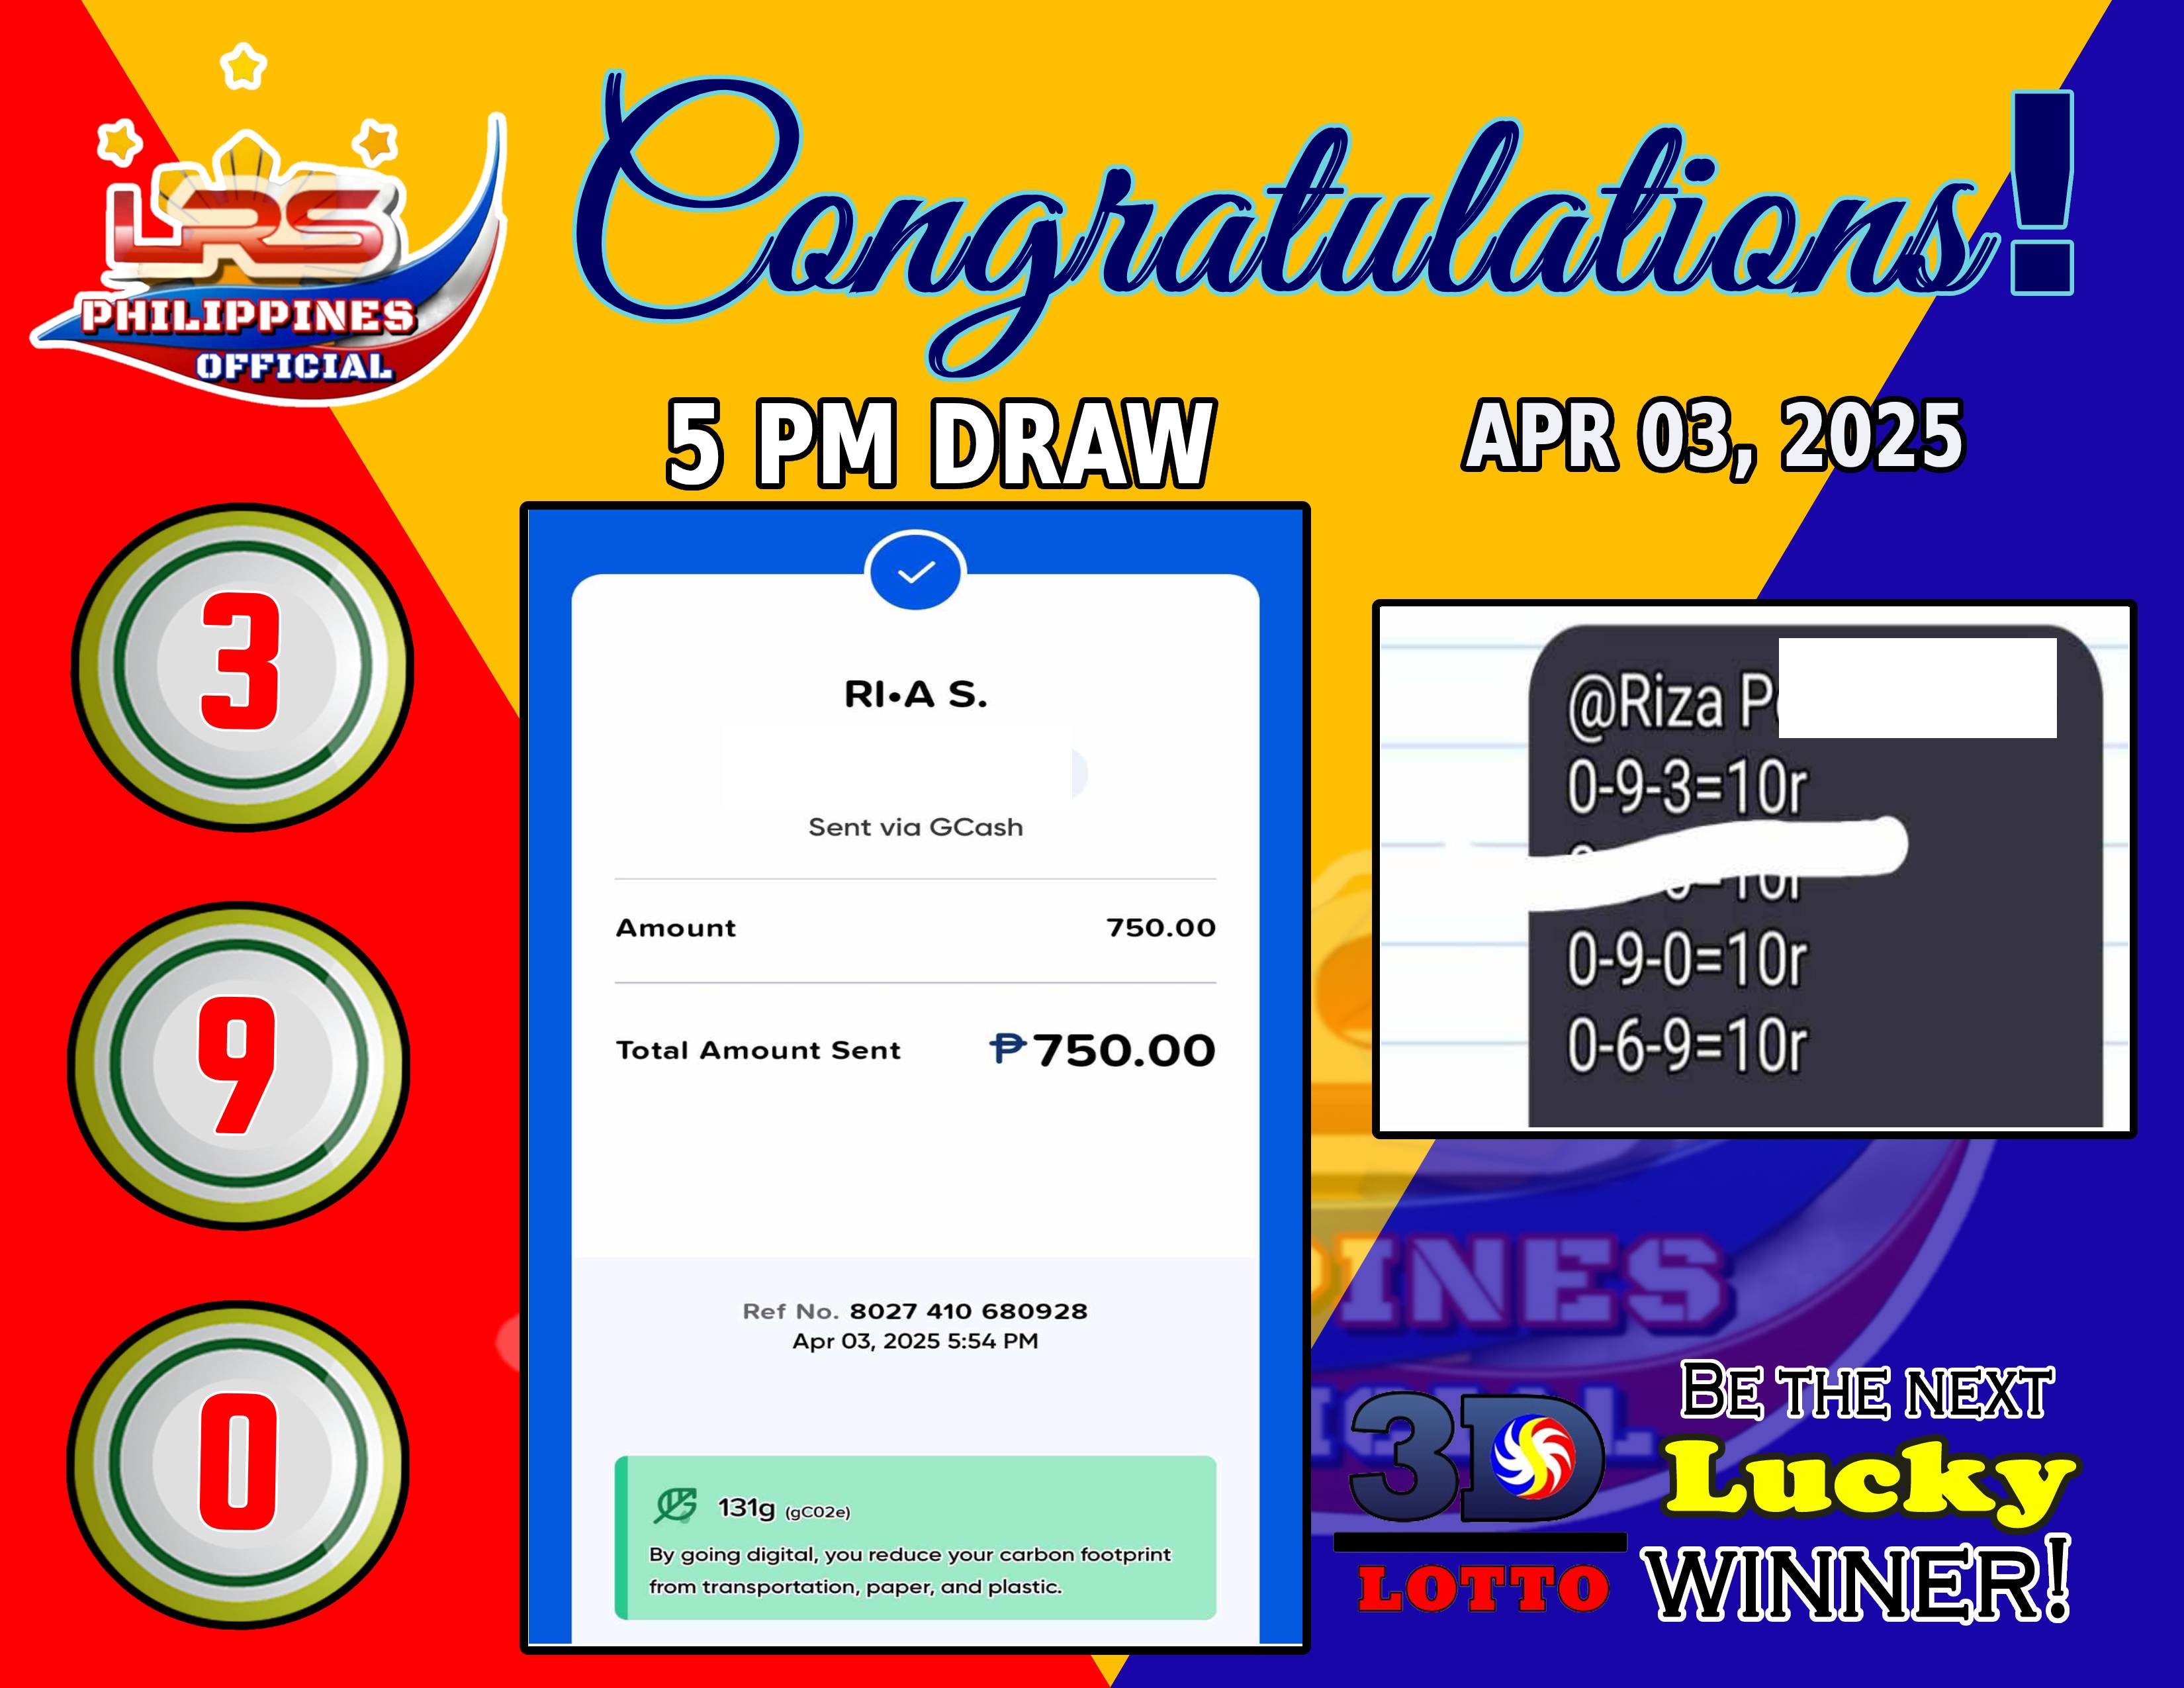 LRS
PHILIPPINES
OFFICIAL
Congratulations!
5 PM DRAW
APR 03, 2025
3
9
0
RI•A S.
Sent via GCash
Amount 750.00
Total Amount Sent ₱750.00
Ref No. 8027 410 680928
Apr 03, 2025 5:54 PM
131g (gCO2e)
By going digital, you reduce your carbon footprint
from transportation, paper, and plastic.
@Riza P
0-9-3=10r
0-9-0=10r
0-6-9=10r
PINES
3D
LOTTO
BE THE NEXT
Lucky
WINNER!